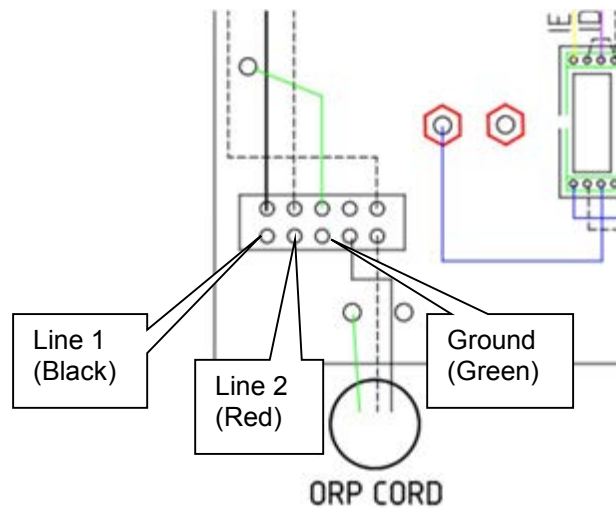 Line 1
(Black)
Line 2
(Red)
Ground
(Green)
ORP CORD